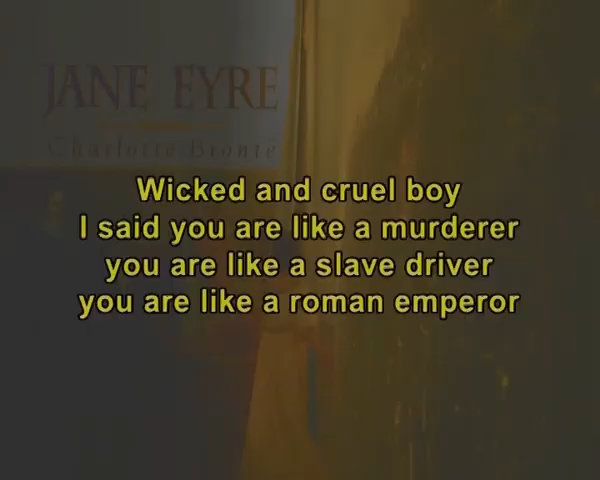 JANE EYRE
Charlotte Brontë
Wicked and cruel boy
I said you are like a murderer
you are like a slave driver
you are like a roman emperor